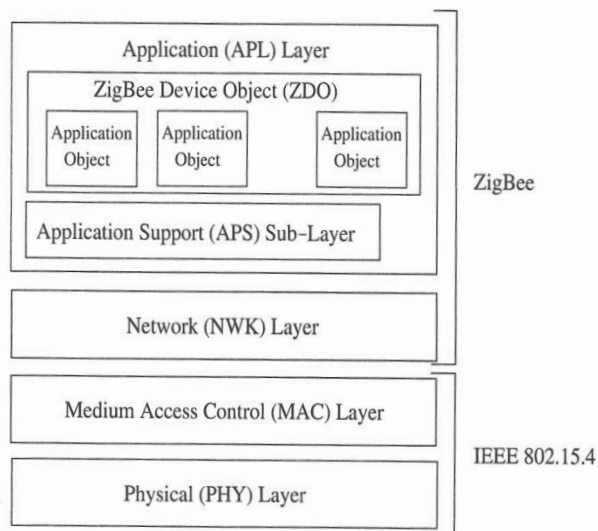 Application (APL) Layer
ZigBee Device Object (ZDO)
Application
Object
Application
Object
Application
Object
Application Support (APS) Sub-Layer
Network (NWK) Layer
Medium Access Control (MAC) Layer
Physical (PHY) Layer
ZigBee
IEEE 802.15.4